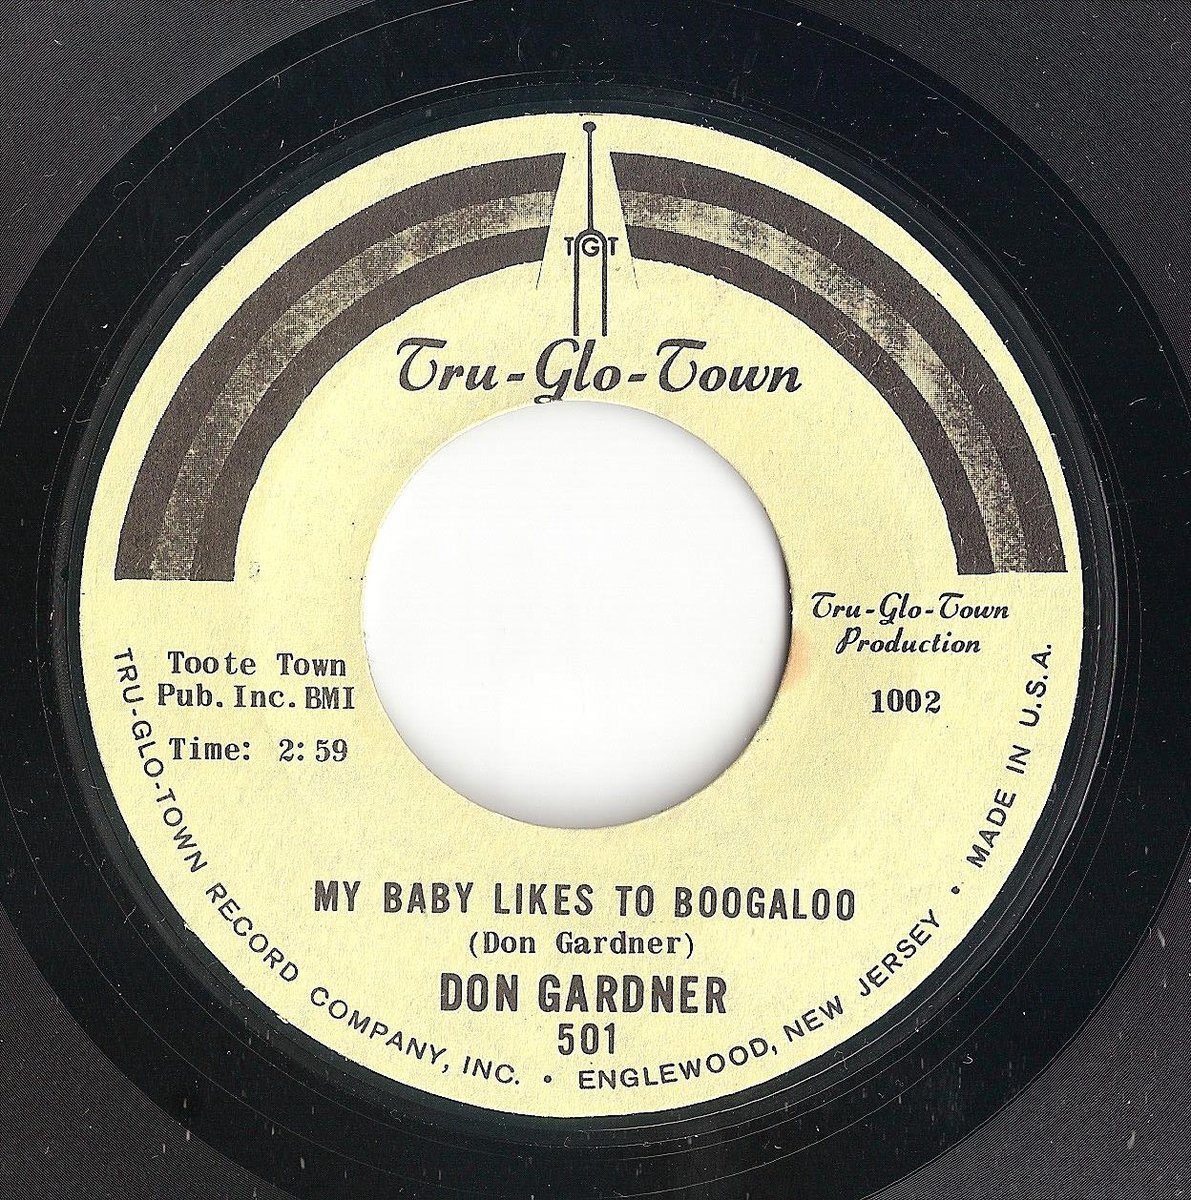 TGT
Tru-Glo-Town
Tru-Glo-Town
Production
1002
Toote Town
Pub. Inc. BMI
Time: 2:59
MY BABY LIKES TO BOOGALOO
(Don Gardner)
DON GARDNER
501
TRU-GLO-TOWN RECORD COMPANY, INC. • ENGLEWOOD, NEW JERSEY • MADE IN U.S.A.